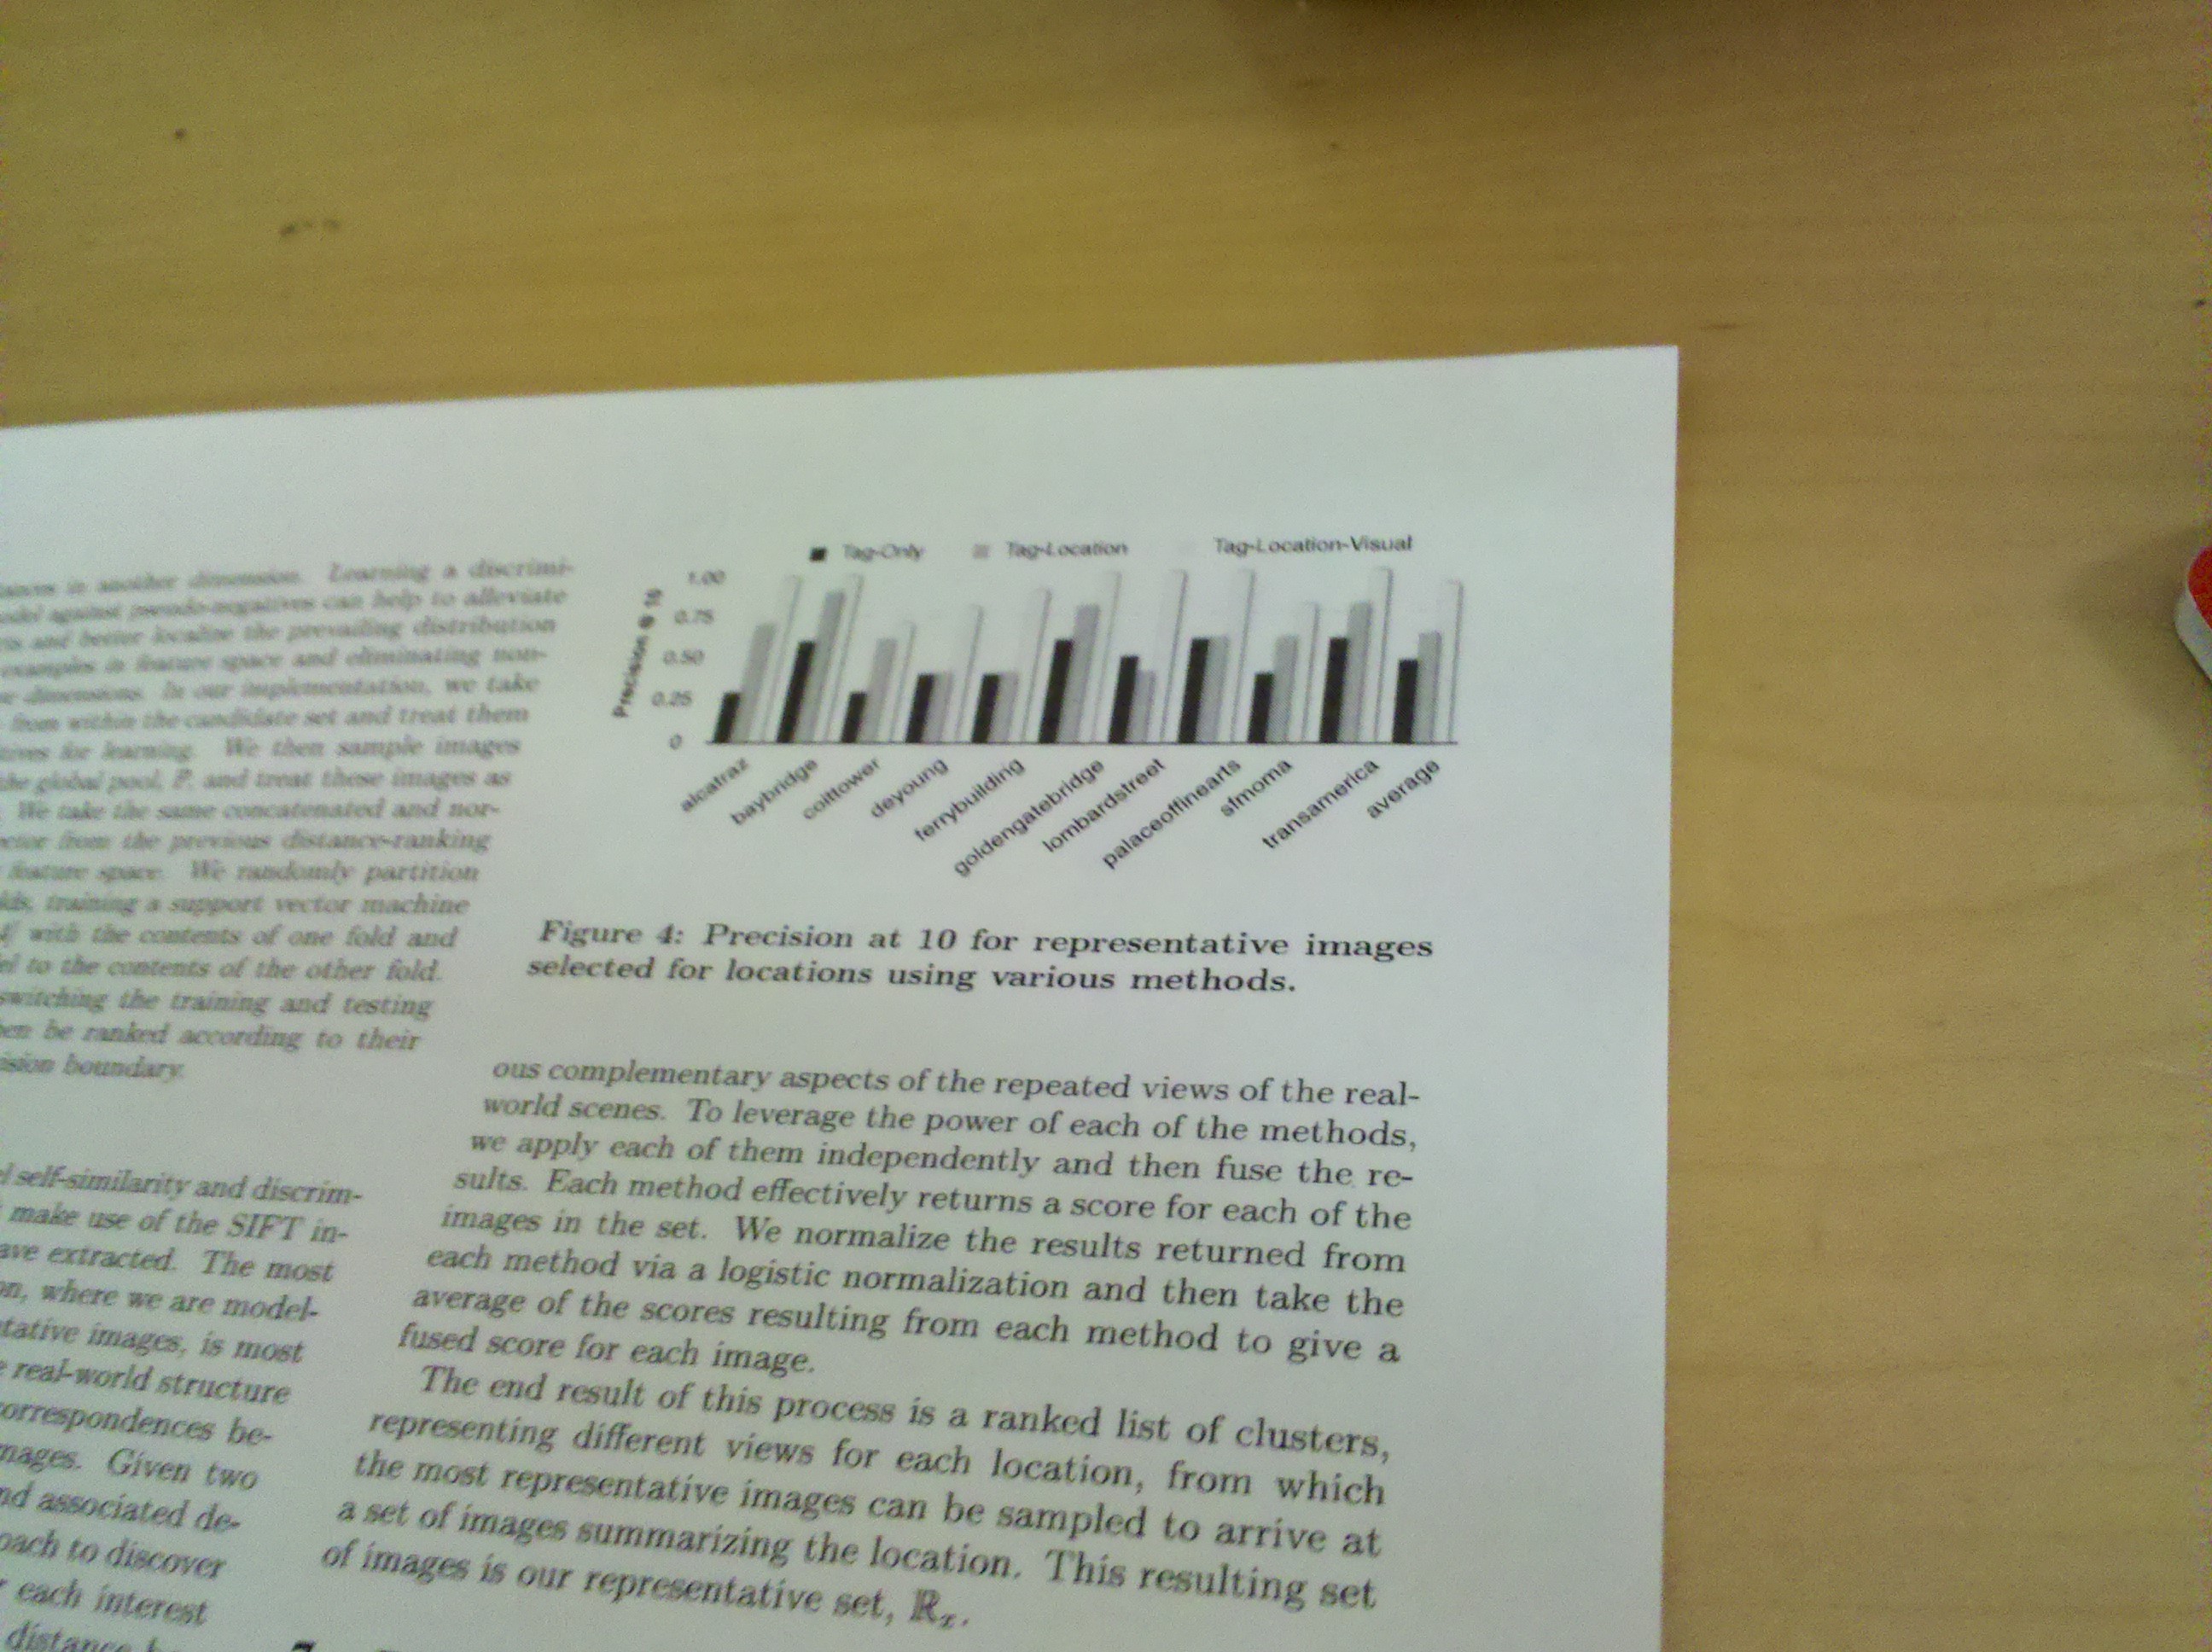 tances in another dimension. Learning a discrimi-
model against pseudo-negatives can help to alleviate
and better localize the prevailing distribution
examples in feature space and eliminating non-
dimensions. In our implementation, we take
from within the candidate set and treat them
for learning. We then sample images
the global pool, P, and treat these images as
We take the same concatenated and nor-
from the previous distance-ranking
feature space. We randomly partition
training a support vector machine
with the contents of one fold and
to the contents of the other fold.
switching the training and testing
be ranked according to their
boundary.
self-similarity and discrim-
make use of the SIFT in-
ave extracted. The most
on, where we are model-
tative images, is most
real-world structure
orrespondences be-
mages. Given two
nd associated de-
oach to discover
each interest
distance
Tag-Only Tag-Location Tag-Location-Visual
Precision @ 10
1.00
0.75
0.50
0.25
0
alcatraz
baybridge
coittower
deyoung
ferrybuilding
goldengatebridge
lombardstreet
palaceoffinearts
sfmoma
transamerica
average
Figure 4: Precision at 10 for representative images
selected for locations using various methods.
ous complementary aspects of the repeated views of the real-
world scenes. To leverage the power of each of the methods,
we apply each of them independently and then fuse the re-
sults. Each method effectively returns a score for each of the
images in the set. We normalize the results returned from
each method via a logistic normalization and then take the
average of the scores resulting from each method to give a
fused score for each image.
The end result of this process is a ranked list of clusters,
representing different views for each location, from which
the most representative images can be sampled to arrive at
a set of images summarizing the location. This resulting set
of images is our representative set, ℝₓ.